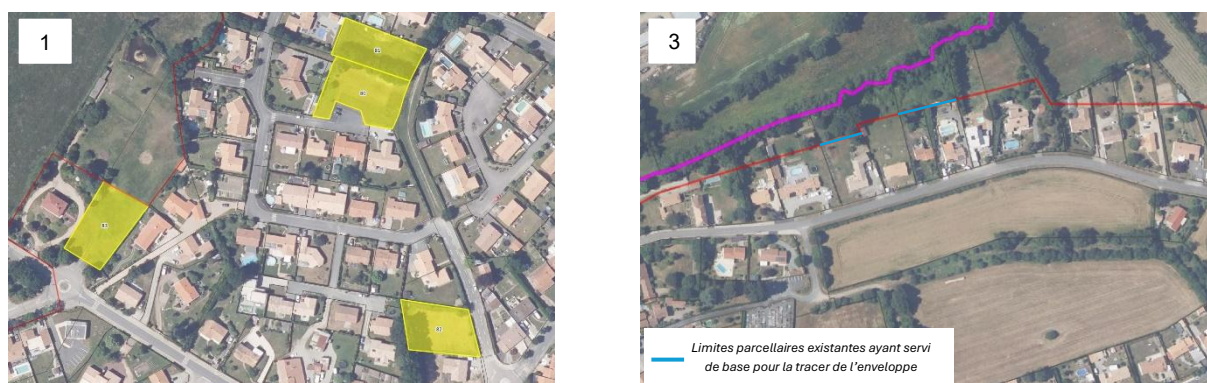 1
3
Limites parcellaires existantes ayant servi
de base pour la tracer de l'enveloppe